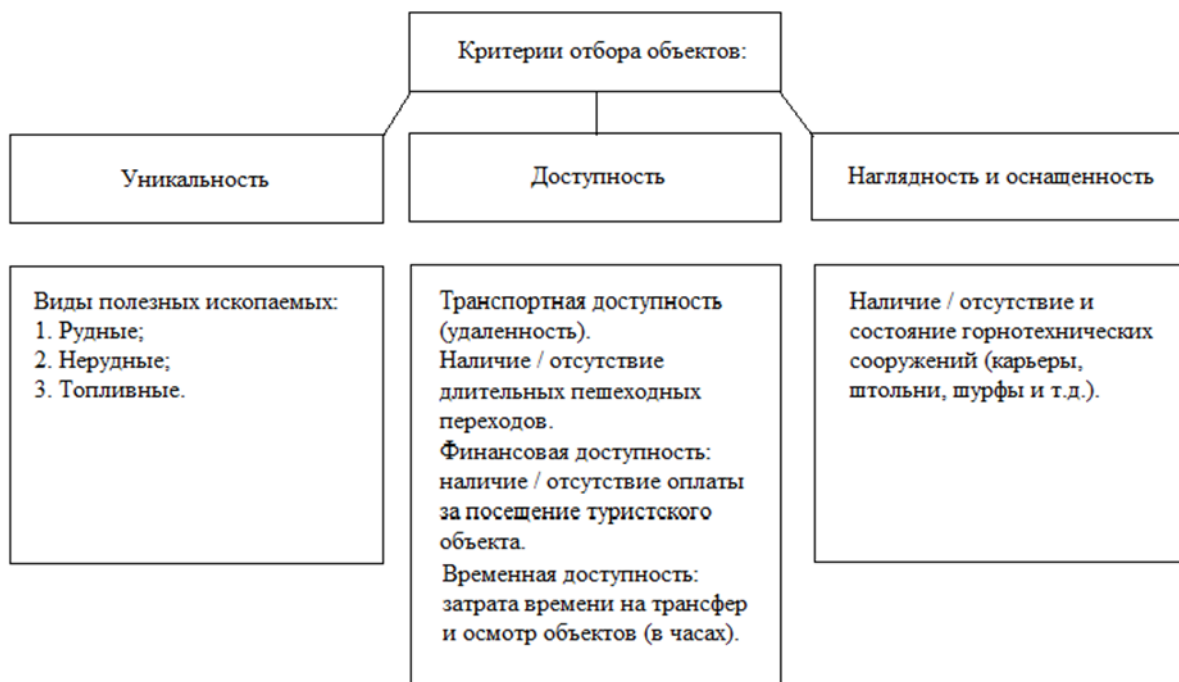 Критерии отбора объектов:
Уникальность
Доступность
Наглядность и оснащенность
Виды полезных ископаемых:
1. Рудные;
2. Нерудные;
3. Топливные.
Транспортная доступность
(удаленность).
Наличие / отсутствие
длительных пешеходных
переходов.
Финансовая доступность:
наличие / отсутствие оплаты
за посещение туристского
объекта.
Временная доступность:
затрата времени на трансфер
и осмотр объектов (в часах).
Наличие / отсутствие и
состояние горнотехнических
сооружений (карьеры,
штольни, шурфы и т.д.).